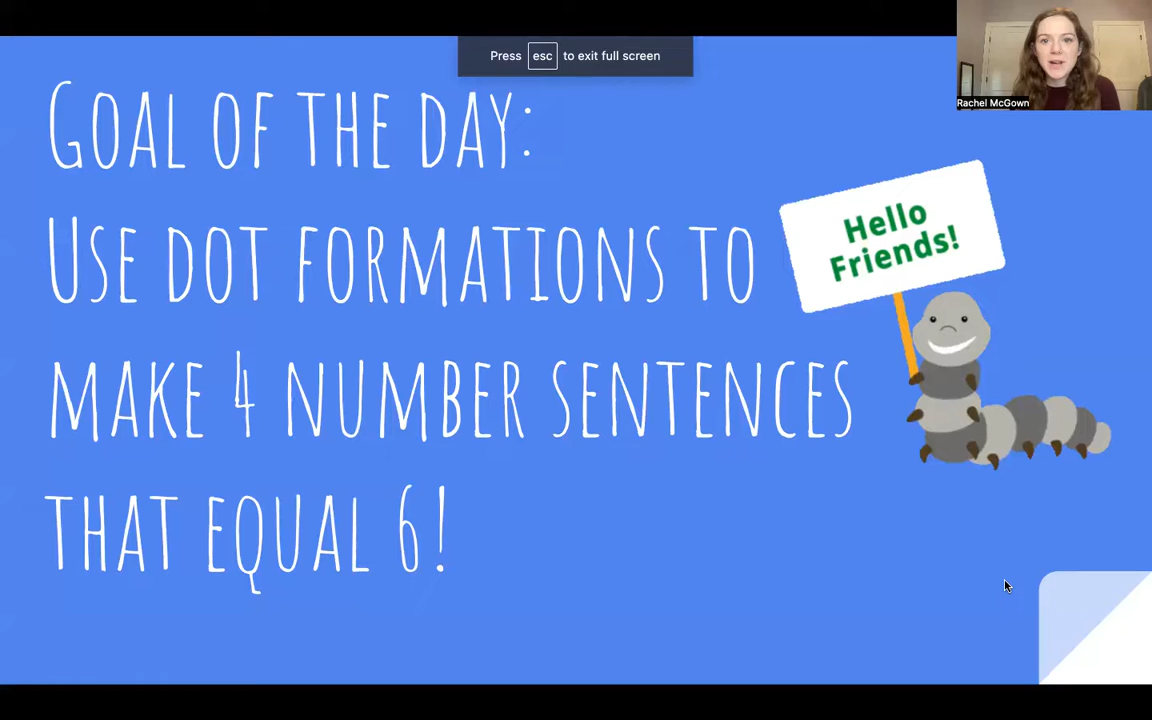 Press esc to exit full screen
Rachel McGown
Goal of the day:
Use dot formations to
make 4 number sentences
that equal 6!
Hello
Friends!